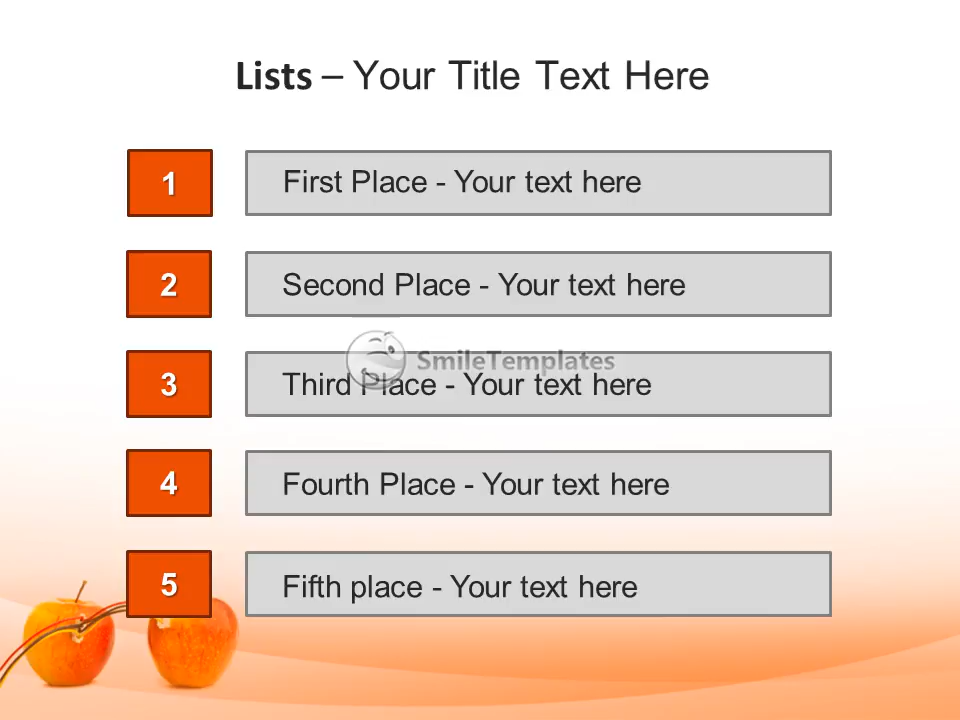 Lists – Your Title Text Here
1 First Place - Your text here
2 Second Place - Your text here
SmileTemplates
3 Third Place - Your text here
4 Fourth Place - Your text here
5 Fifth place - Your text here